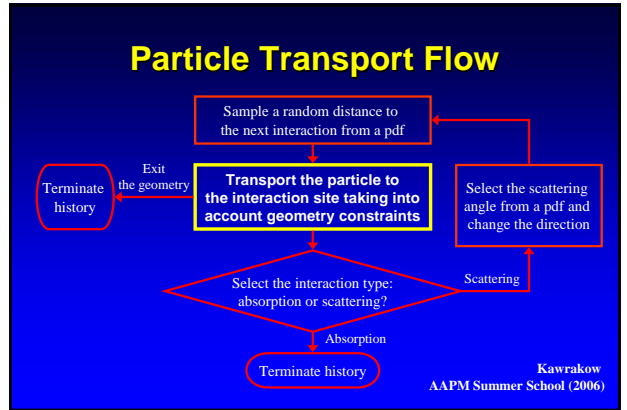 Particle Transport Flow
Sample a random distance to
the next interaction from a pdf
Exit
the geometry
Terminate
history
Transport the particle to
the interaction site taking into
account geometry constraints
Select the scattering
angle from a pdf and
change the direction
Select the interaction type:
absorption or scattering?
Scattering
Absorption
Terminate history
Kawrakow
AAPM Summer School (2006)